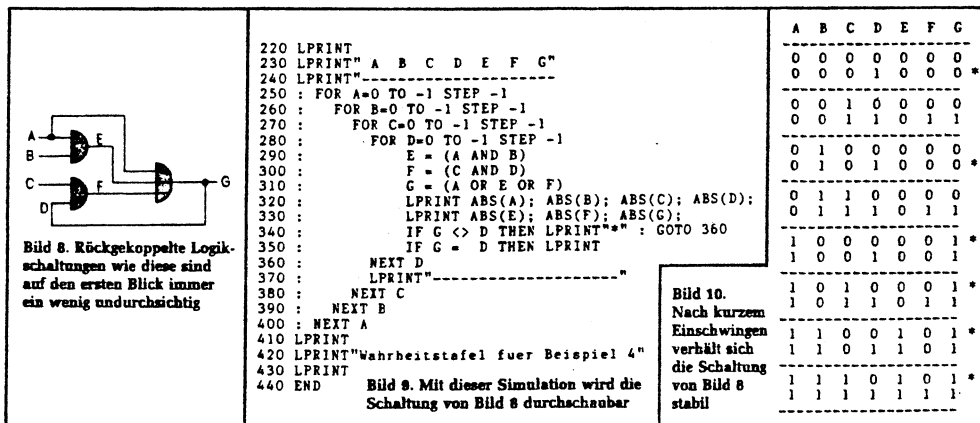 A
B
C
D
E
F
G
Bild 8. Rückgekoppelte Logik-
schaltungen wie diese sind
auf den ersten Blick immer
ein wenig undurchsichtig
220 LPRINT
230 LPRINT" A B C D E F G"
240 LPRINT"----------------------
250 : FOR A=0 TO -1 STEP -1
260 : FOR B=0 TO -1 STEP -1
270 : FOR C=0 TO -1 STEP -1
280 : FOR D=0 TO -1 STEP -1
290 : E = (A AND B)
300 : F = (C AND D)
310 : G = (A OR E OR F)
320 : LPRINT ABS(A); ABS(B); ABS(C); ABS(D);
330 : LPRINT ABS(E); ABS(F); ABS(G);
340 : IF G <> D THEN LPRINT"*" : GOTO 360
350 : IF G = D THEN LPRINT
360 : NEXT D
370 : LPRINT"---------------------"
380 : NEXT C
390 : NEXT B
400 : NEXT A
410 LPRINT
420 LPRINT"Wahrheitstafel fuer Beispiel 4"
430 LPRINT
440 END
Bild 9. Mit dieser Simulation wird die
Schaltung von Bild 8 durchschaubar
A B C D E F G
0 0 0 0 0 0 0
0 0 0 1 0 0 0 *
0 0 1 0 0 0 0
0 0 1 1 0 1 1
0 1 0 0 0 0 0
0 1 0 1 0 0 0 *
0 1 1 0 0 0 0
0 1 1 1 0 1 1
1 0 0 0 0 0 1 *
1 0 0 1 0 0 1
1 0 1 0 0 0 1 *
1 0 1 1 0 1 1
1 1 0 0 1 0 1 *
1 1 0 1 1 0 1
1 1 1 0 1 0 1 *
1 1 1 1 1 1 1
Bild 10.
Nach kurzem
Einschwingen
verhält sich
die Schaltung
von Bild 8
stabil